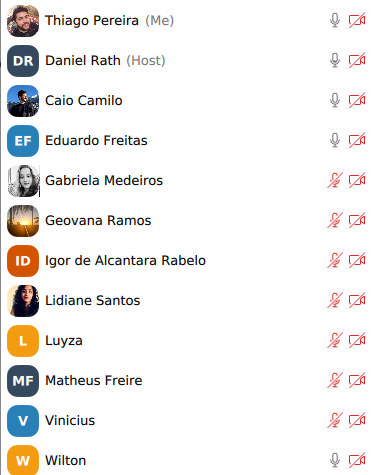 Thiago Pereira (Me)
DR Daniel Rath (Host)
Caio Camilo
EF Eduardo Freitas
Gabriela Medeiros
Geovana Ramos
ID Igor de Alcantara Rabelo
Lidiane Santos
L Luyza
MF Matheus Freire
V Vinicius
W Wilton